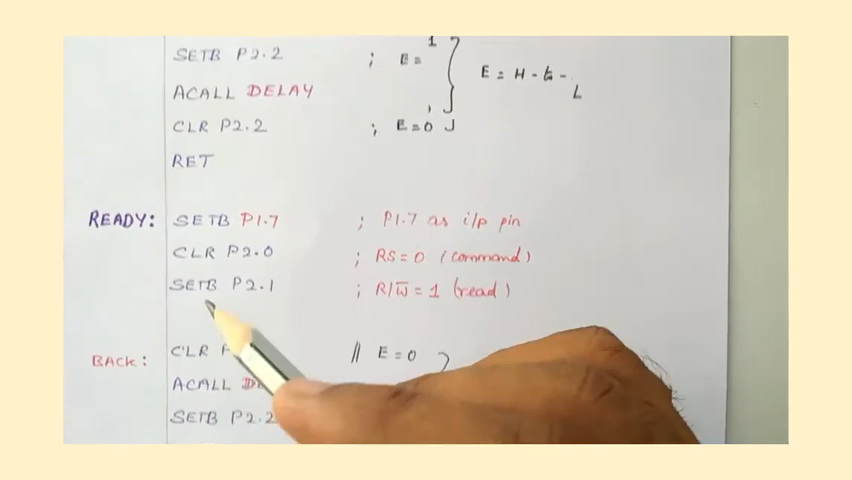 SETB P2.2 ; E= 1
E = H - to - L
ACALL DELAY
CLR P2.2 ; E=0
RET
READY: SETB P1.7 ; P1.7 as i/p pin
CLR P2.0 ; RS=0 (command)
SETB P2.1 ; R/W̅ = 1 (read)
BACK: CLR // E=0
ACALL
SETB P2.2